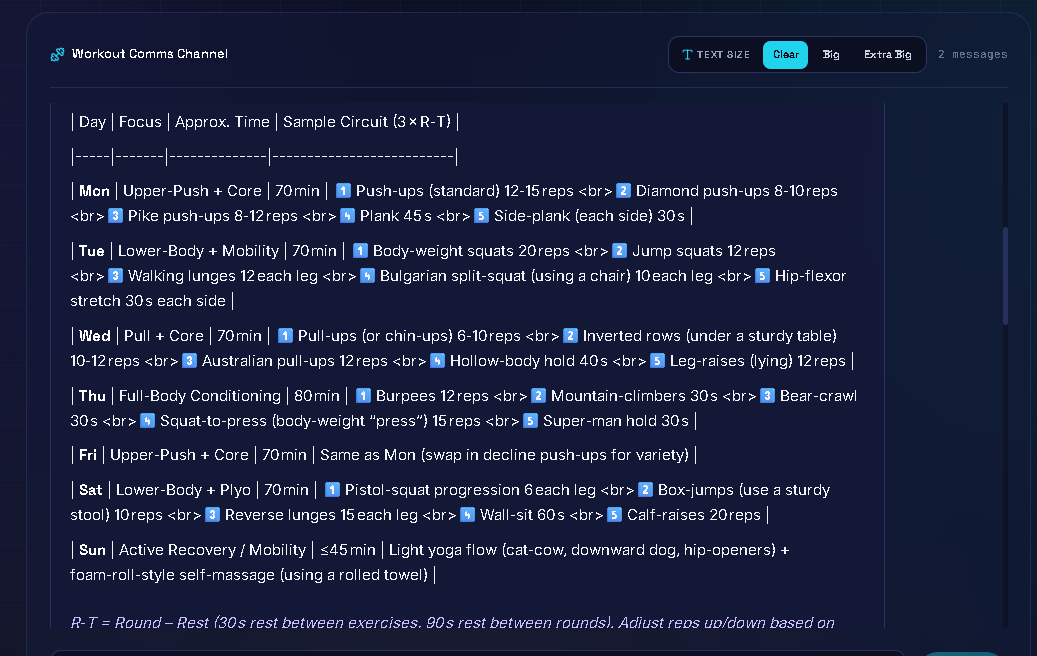 Workout Comms Channel
TEXT SIZE Clear Big Extra Big 2 messages
| Day | Focus | Approx. Time | Sample Circuit (3 × R‑T) |
|-----|-------|--------------|--------------------------|
| Mon | Upper‑Push + Core | 70 min | 1️⃣ Push‑ups (standard) 12‑15 reps <br> 2️⃣ Diamond push‑ups 8‑10 reps
<br> 3️⃣ Pike push‑ups 8‑12 reps <br> 4️⃣ Plank 45 s <br> 5️⃣ Side‑plank (each side) 30 s |
| Tue | Lower‑Body + Mobility | 70 min | 1️⃣ Body‑weight squats 20 reps <br> 2️⃣ Jump squats 12 reps
<br> 3️⃣ Walking lunges 12 each leg <br> 4️⃣ Bulgarian split‑squat (using a chair) 10 each leg <br> 5️⃣ Hip‑flexor
stretch 30 s each side |
| Wed | Pull + Core | 70 min | 1️⃣ Pull‑ups (or chin‑ups) 6‑10 reps <br> 2️⃣ Inverted rows (under a sturdy table)
10‑12 reps <br> 3️⃣ Australian pull‑ups 12 reps <br> 4️⃣ Hollow‑body hold 40 s <br> 5️⃣ Leg‑raises (lying) 12 reps |
| Thu | Full‑Body Conditioning | 80 min | 1️⃣ Burpees 12 reps <br> 2️⃣ Mountain‑climbers 30 s <br> 3️⃣ Bear‑crawl
30 s <br> 4️⃣ Squat‑to‑press (body‑weight “press”) 15 reps <br> 5️⃣ Super‑man hold 30 s |
| Fri | Upper‑Push + Core | 70 min | Same as Mon (swap in decline push‑ups for variety) |
| Sat | Lower‑Body + Plyo | 70 min | 1️⃣ Pistol‑squat progression 6 each leg <br> 2️⃣ Box‑jumps (use a sturdy
stool) 10 reps <br> 3️⃣ Reverse lunges 15 each leg <br> 4️⃣ Wall‑sit 60 s <br> 5️⃣ Calf‑raises 20 reps |
| Sun | Active Recovery / Mobility | ≤45 min | Light yoga flow (cat‑cow, downward dog, hip‑openers) +
foam‑roll‑style self‑massage (using a rolled towel) |
R‑T = Round – Rest (30 s rest between exercises, 90 s rest between rounds). Adjust reps up/down based on